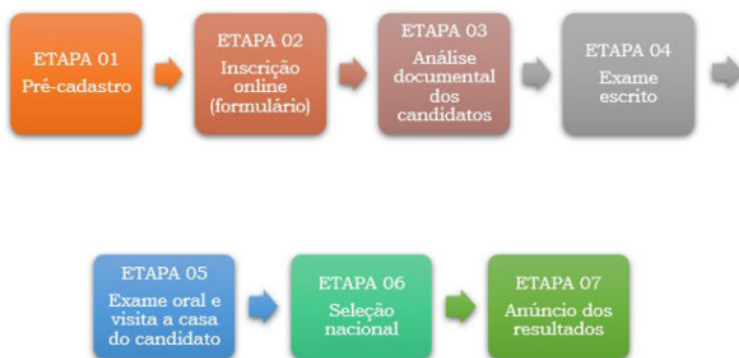 ETAPA 01
Pré-cadastro
ETAPA 02
Inscrição
online
(formulário)
ETAPA 03
Análise
documental
dos
candidatos
ETAPA 04
Exame
escrito
ETAPA 05
Exame oral e
visita a casa
do candidato
ETAPA 06
Seleção
nacional
ETAPA 07
Anúncio dos
resultados